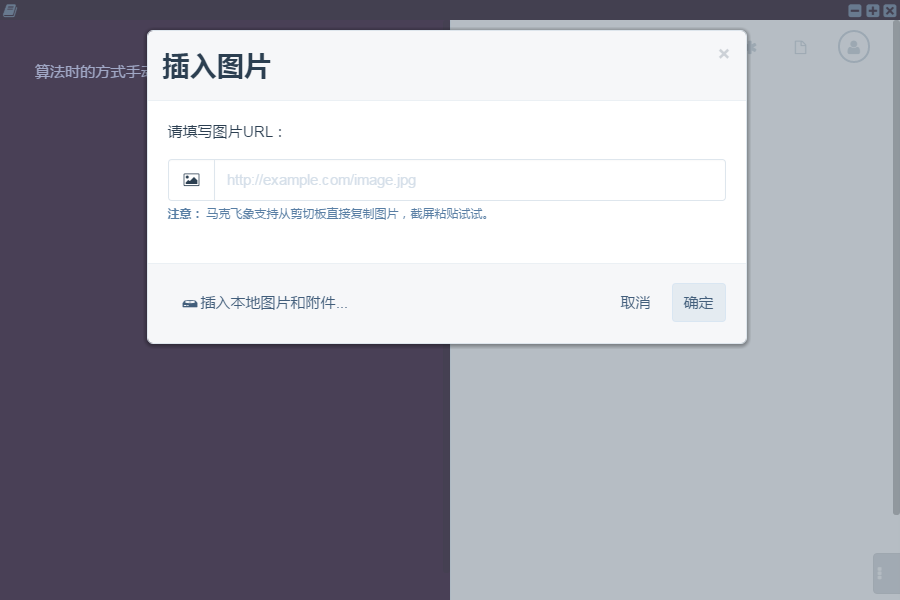 插入图片
×
算法时的方式手
请填写图片URL：
http://example.com/image.jpg
注意： 马克飞象支持从剪切板直接复制图片，截屏粘贴试试。
插入本地图片和附件...
取消
确定